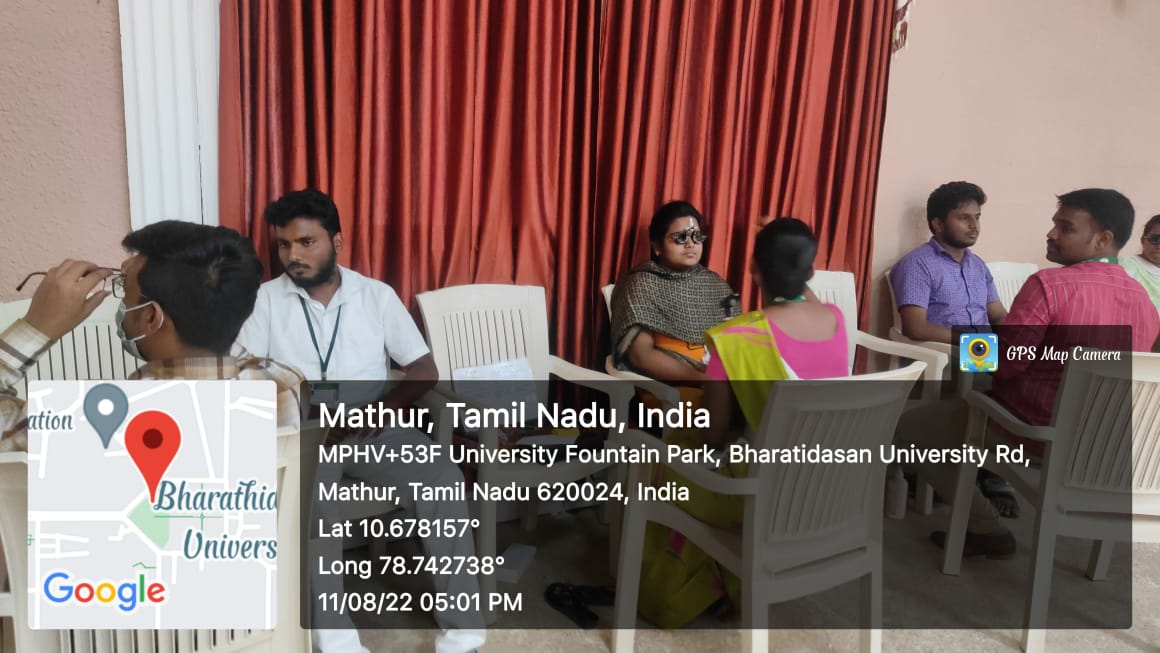 GPS Map Camera
Mathur, Tamil Nadu, India
MPHV+53F University Fountain Park, Bharatidasan University Rd,
Mathur, Tamil Nadu 620024, India
Lat 10.678157°
Long 78.742738°
11/08/22 05:01 PM
ation
Bharathia
Univers
Google